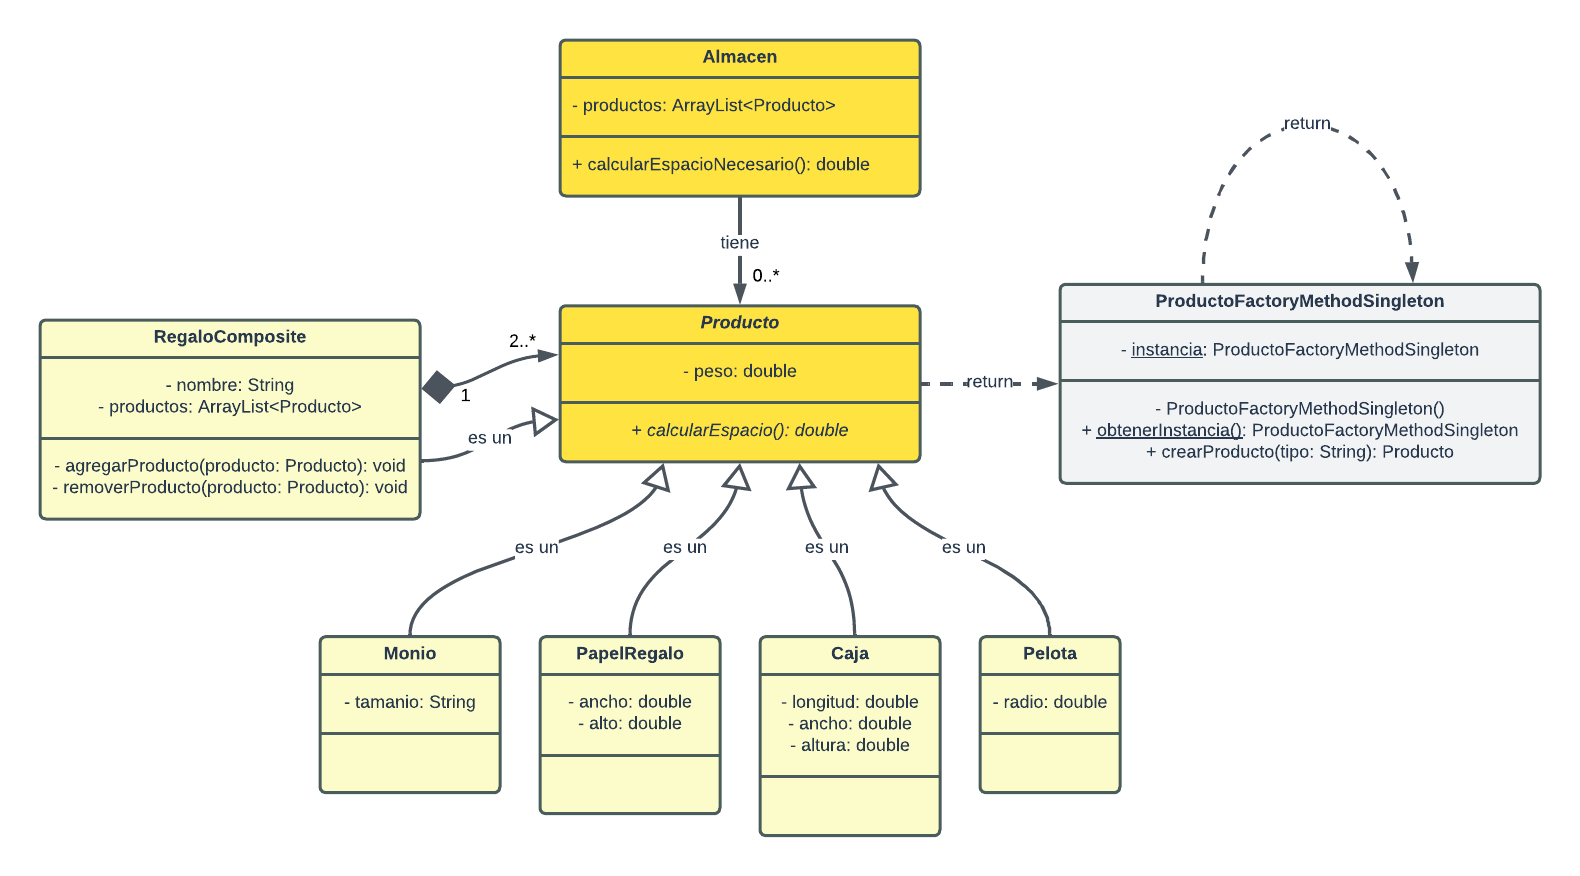 Almacen
- productos: ArrayList<Producto>
+ calcularEspacioNecesario(): double
return
tiene
0..*
ProductoFactoryMethodSingleton
- instancia: ProductoFactoryMethodSingleton
- ProductoFactoryMethodSingleton()
+ obtenerInstancia(): ProductoFactoryMethodSingleton
+ crearProducto(tipo: String): Producto
RegaloComposite
- nombre: String
- productos: ArrayList<Producto>
- agregarProducto(producto: Producto): void
- removerProducto(producto: Producto): void
2..*
1
es un
Producto
- peso: double
+ calcularEspacio(): double
return
es un
es un
es un
es un
Monio
- tamanio: String
PapelRegalo
- ancho: double
- alto: double
Caja
- longitud: double
- ancho: double
- altura: double
Pelota
- radio: double